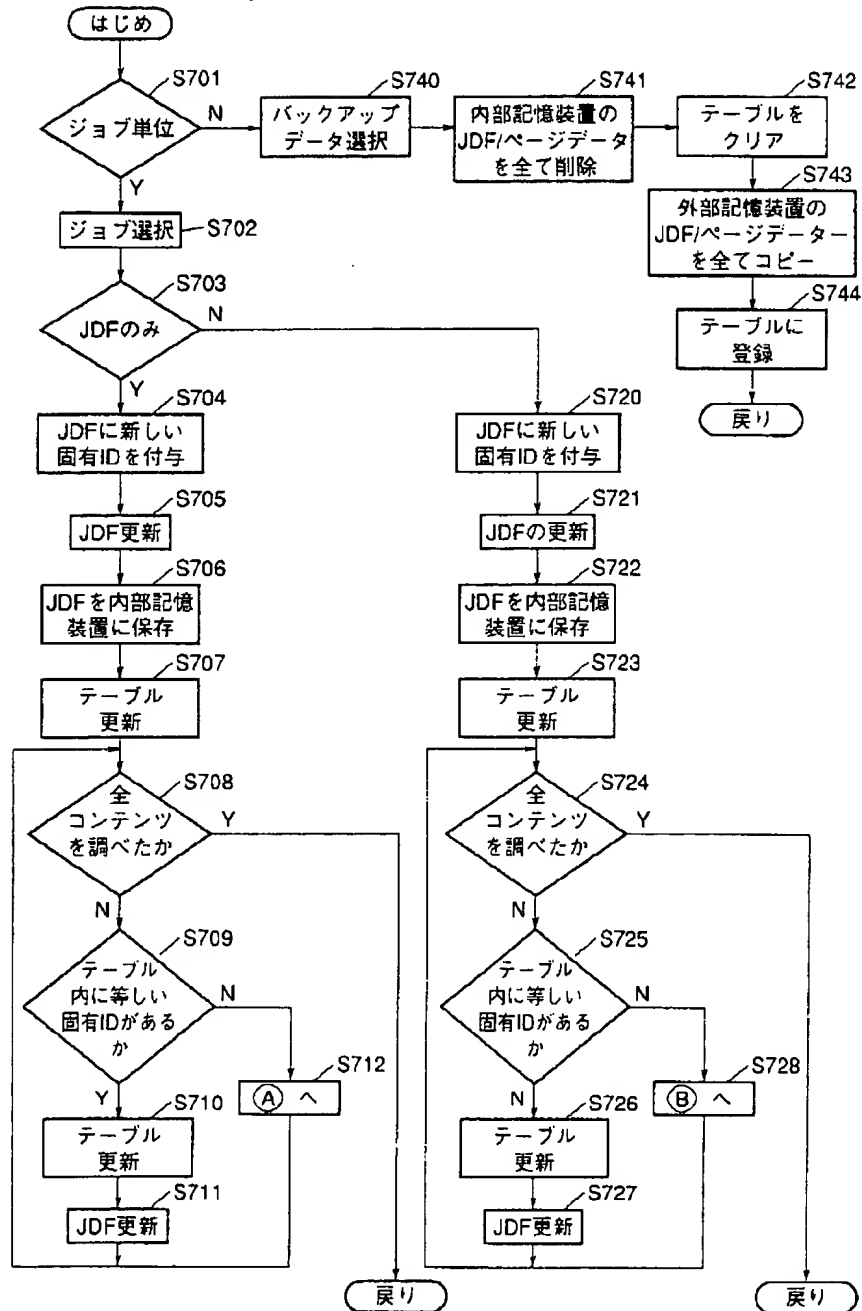 はじめ
S701
ジョブ単位
N
Y
S740
バックアップ
データ選択
S741
内部記憶装置の
JDF/ページデータ
を全て削除
S742
テーブルを
クリア
S743
外部記憶装置の
JDF/ページデーター
を全てコピー
S744
テーブルに
登録
戻り
ジョブ選択
S702
S703
JDFのみ
N
Y
S704
JDFに新しい
固有IDを付与
S705
JDF更新
S706
JDFを内部記憶
装置に保存
S707
テーブル
更新
S708
全
コンテンツ
を調べたか
Y
N
S709
テーブル
内に等しい
固有IDがある
か
N
Y
S712
A へ
S710
テーブル
更新
S711
JDF更新
戻り
S720
JDFに新しい
固有IDを付与
S721
JDFの更新
S722
JDFを内部記憶
装置に保存
S723
テーブル
更新
S724
全
コンテンツ
を調べたか
Y
N
S725
テーブル
内に等しい
固有IDがある
か
N
N
S728
B へ
S726
テーブル
更新
S727
JDF更新
戻り